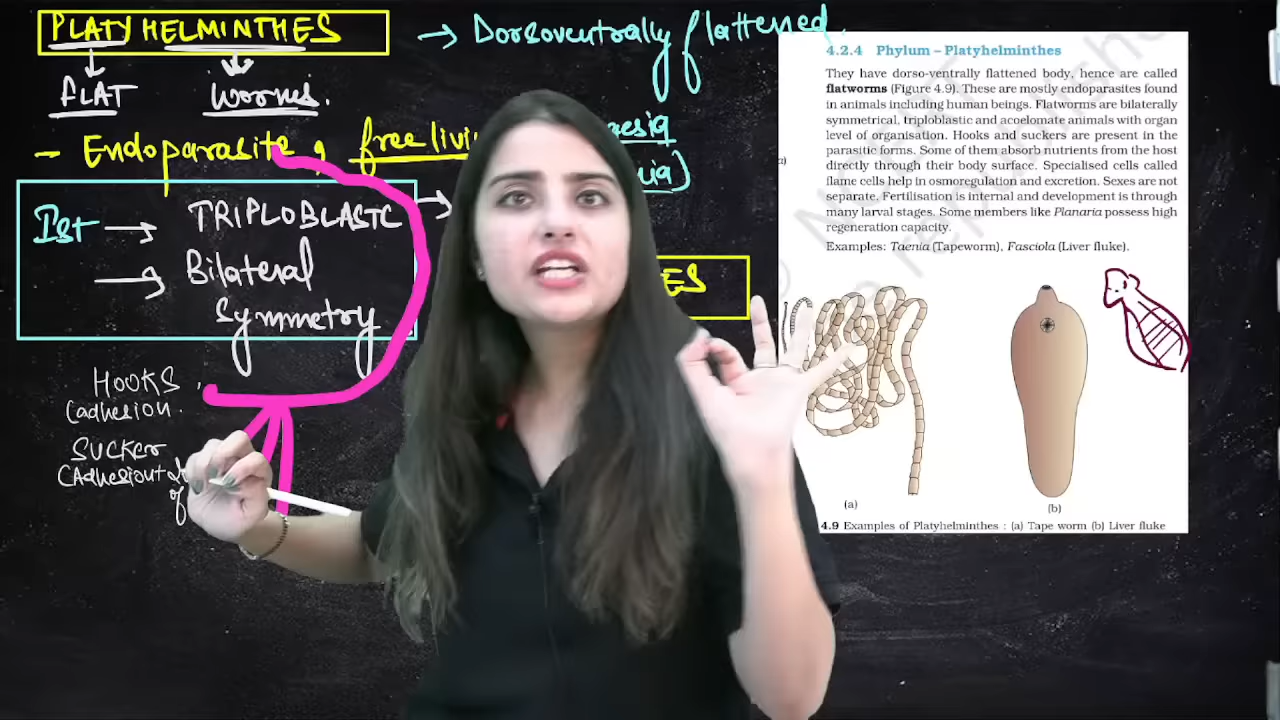 PLATYHELMINTHES → Dorsoventrally flattened.
FLAT Worms.
- Endoparasite, free
TRIPLOBLASTC
Bilateral
symmetry
HOOKS
(adhesion.
SUCKER
ES
4.2.4 Phylum – Platyhelminthes
They have dorso-ventrally flattened body, hence are called
flatworms (Figure 4.9). These are mostly endoparasites found
in animals including human beings. Flatworms are bilaterally
symmetrical, triploblastic and acoelomate animals with organ
level of organisation. Hooks and suckers are present in the
parasitic forms. Some of them absorb nutrients from the host
directly through their body surface. Specialised cells called
flame cells help in osmoregulation and excretion. Sexes are not
separate. Fertilisation is internal and development is through
many larval stages. Some members like Planaria possess high
regeneration capacity.
Examples: Taenia (Tapeworm), Fasciola (Liver fluke).
(a)
(b)
4.9 Examples of Platyhelminthes : (a) Tape worm (b) Liver fluke